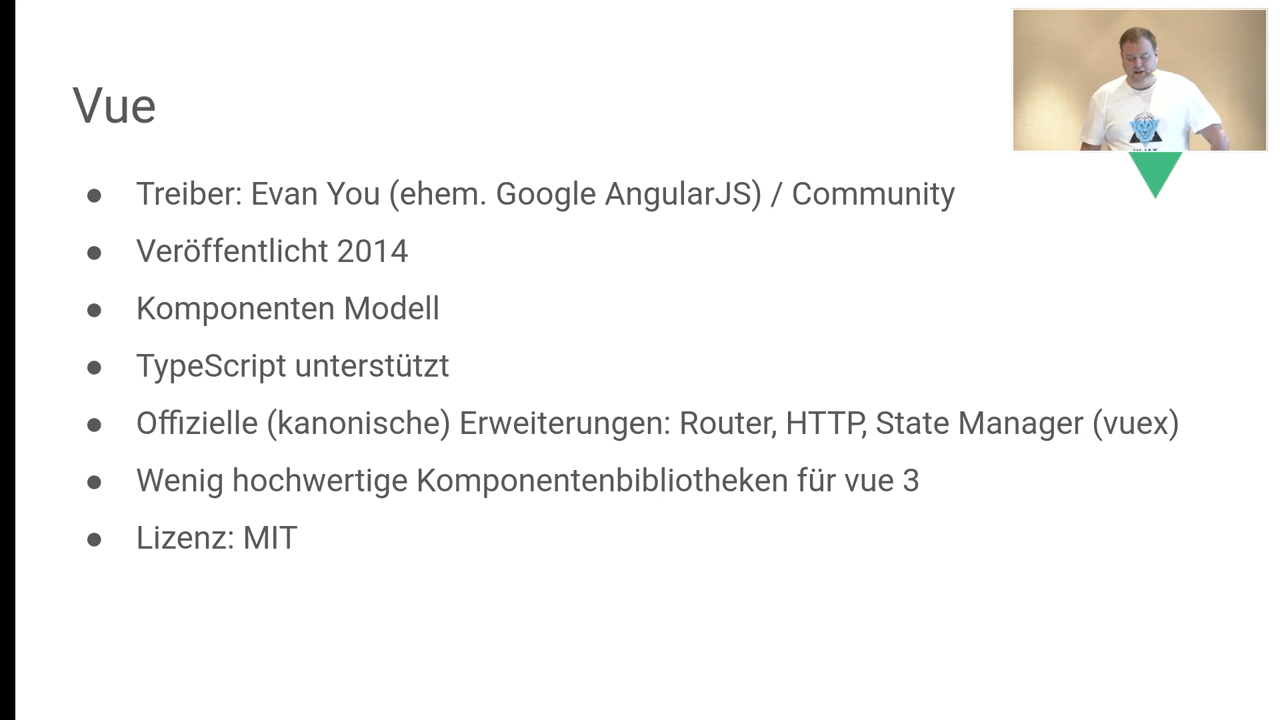 Vue
Treiber: Evan You (ehem. Google AngularJS) / Community
Veröffentlicht 2014
Komponenten Modell
TypeScript unterstützt
Offizielle (kanonische) Erweiterungen: Router, HTTP, State Manager (vuex)
Wenig hochwertige Komponentenbibliotheken für vue 3
Lizenz: MIT